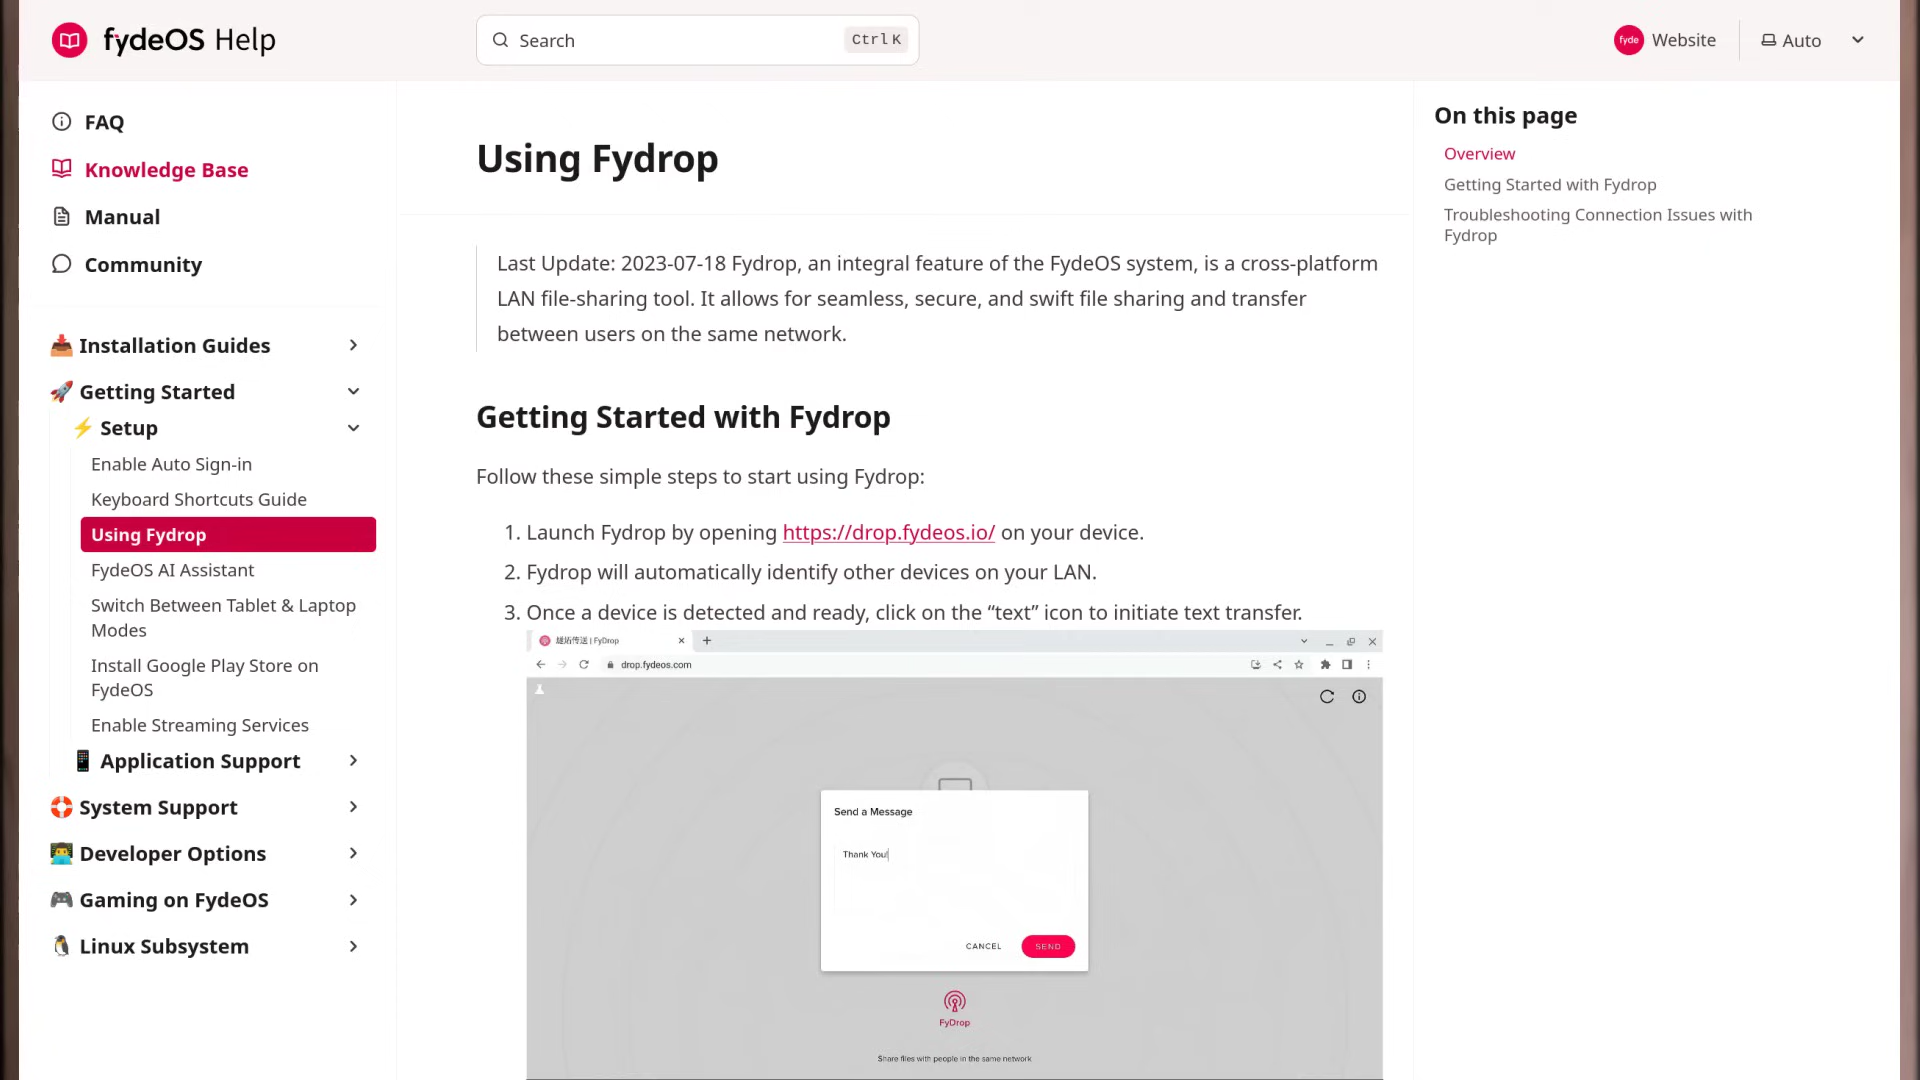 fydeOS Help
Search
Ctrl K
fyde
Website
Auto
FAQ
Knowledge Base
Manual
Community
Installation Guides
Getting Started
Setup
Enable Auto Sign-in
Keyboard Shortcuts Guide
Using Fydrop
FydeOS AI Assistant
Switch Between Tablet & Laptop
Modes
Install Google Play Store on
FydeOS
Enable Streaming Services
Application Support
System Support
Developer Options
Gaming on FydeOS
Linux Subsystem
Using Fydrop
Last Update: 2023-07-18 Fydrop, an integral feature of the FydeOS system, is a cross-platform
LAN file-sharing tool. It allows for seamless, secure, and swift file sharing and transfer
between users on the same network.
Getting Started with Fydrop
Follow these simple steps to start using Fydrop:
1. Launch Fydrop by opening https://drop.fydeos.io/ on your device.
2. Fydrop will automatically identify other devices on your LAN.
3. Once a device is detected and ready, click on the “text” icon to initiate text transfer.
传送 | FyDrop
drop.fydeos.com
Send a Message
Thank You!
CANCEL
SEND
FyDrop
Share files with people in the same network
On this page
Overview
Getting Started with Fydrop
Troubleshooting Connection Issues with
Fydrop